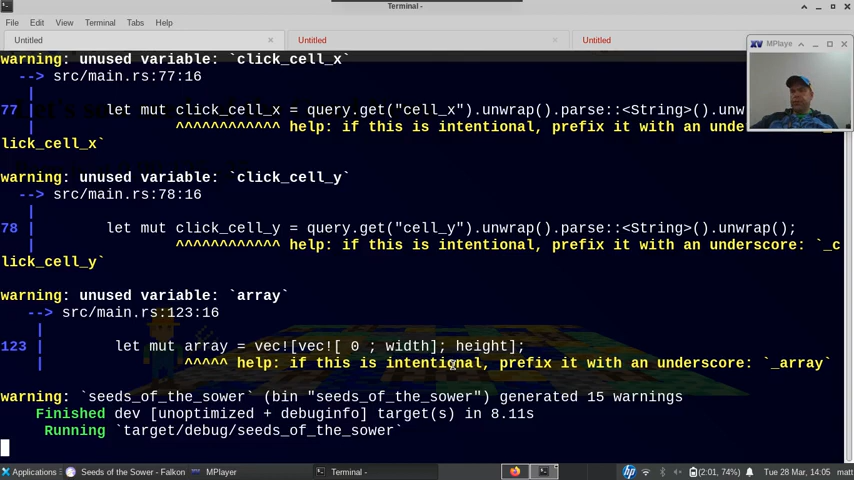 Terminal -
File Edit View Terminal Tabs Help
Untitled
Untitled
Untitled
MPlaye
warning: unused variable: `click_cell_x`
--> src/main.rs:77:16
|
77 let mut click_cell_x = query.get("cell_x").unwrap().parse::<String>().unw
| ^^^^^^^^^^^^ help: if this is intentional, prefix it with an unde
lick_cell_x`
warning: unused variable: `click_cell_y`
--> src/main.rs:78:16
|
78 | let mut click_cell_y = query.get("cell_y").unwrap().parse::<String>().unwrap();
| ^^^^^^^^^^^^ help: if this is intentional, prefix it with an underscore: `_c
lick_cell_y`
warning: unused variable: `array`
--> src/main.rs:123:16
|
123 | let mut array = vec![vec![ 0 ; width]; height];
| ^^^^^ help: if this is intentional, prefix it with an underscore: `_array`
warning: `seeds_of_the_sower` (bin "seeds_of_the_sower") generated 15 warnings
Finished dev [unoptimized + debuginfo] target(s) in 8.11s
Running `target/debug/seeds_of_the_sower`
Applications Seeds of the Sower - Falkon MPlayer Terminal - hp (2:01, 74%) Tue 28 Mar, 14:05 matt